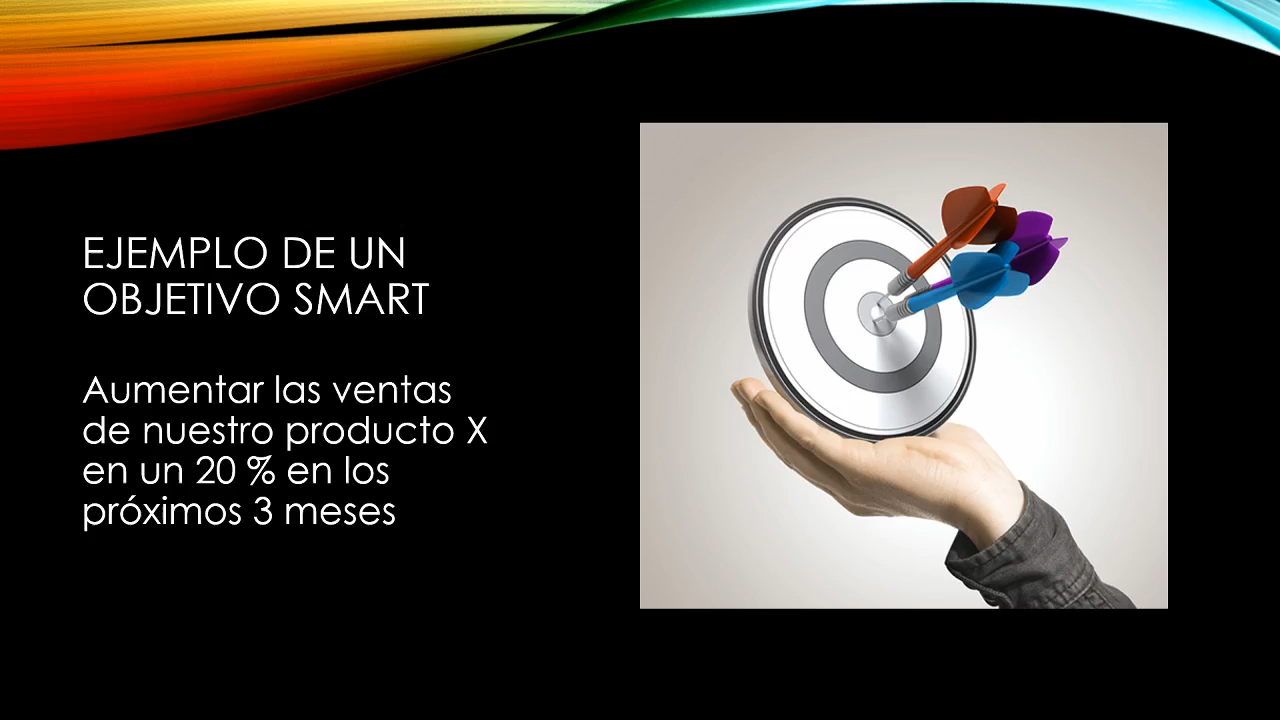 EJEMPLO DE UN
OBJETIVO SMART
Aumentar las ventas
de nuestro producto X
en un 20 % en los
próximos 3 meses